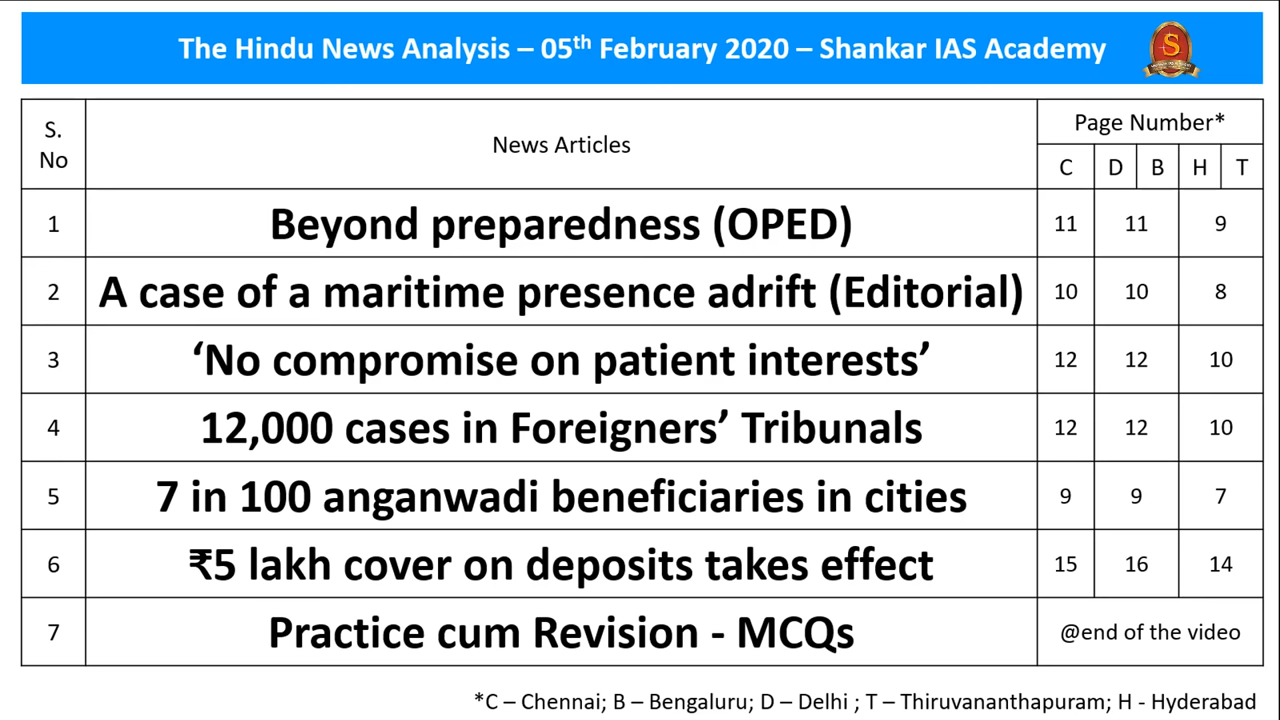 The Hindu News Analysis – 05th February 2020 – Shankar IAS Academy
S. No
News Articles
Page Number*
C D B H T
1 Beyond preparedness (OPED) 11 11 9
2 A case of a maritime presence adrift (Editorial) 10 10 8
3 ‘No compromise on patient interests’ 12 12 10
4 12,000 cases in Foreigners’ Tribunals 12 12 10
5 7 in 100 anganwadi beneficiaries in cities 9 9 7
6 ₹5 lakh cover on deposits takes effect 15 16 14
7 Practice cum Revision - MCQs @end of the video
*C – Chennai; B – Bengaluru; D – Delhi ; T – Thiruvananthapuram; H - Hyderabad